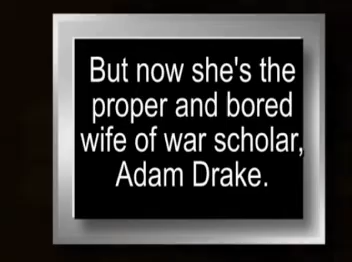 But now she's the
proper and bored
wife of war scholar,
Adam Drake.